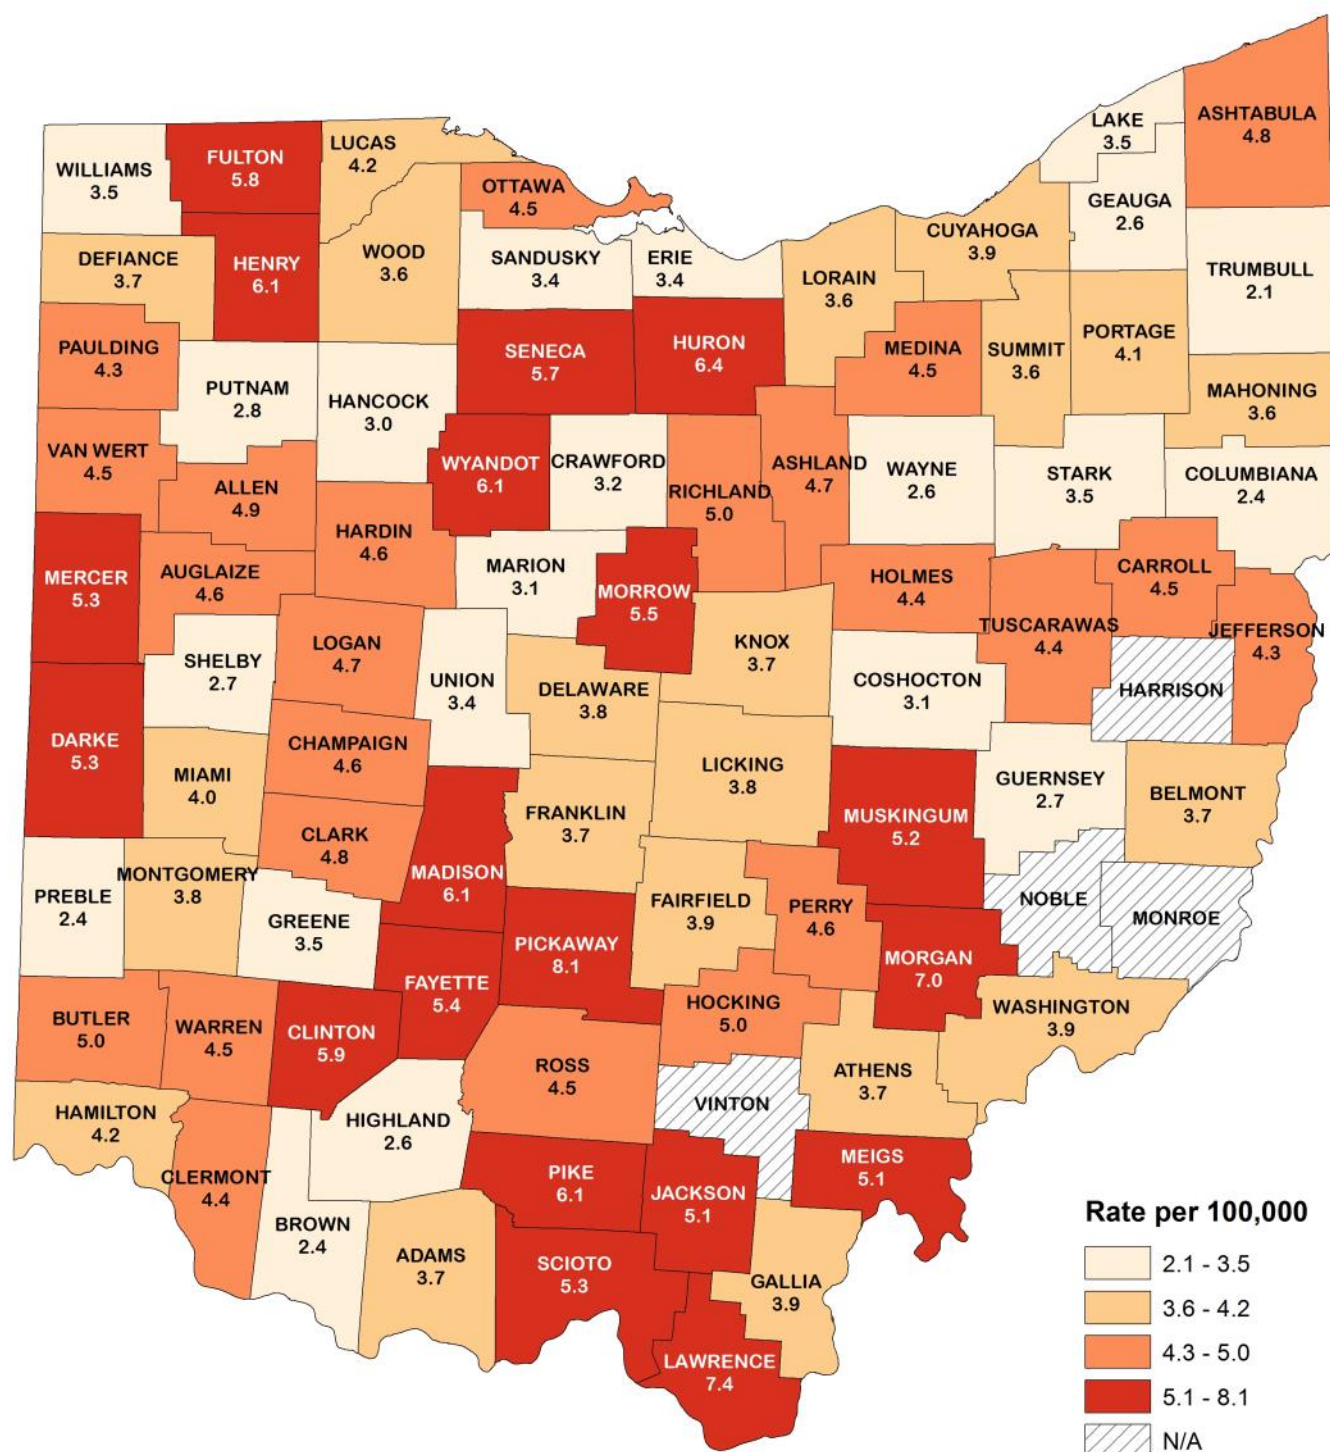 LAKE
3.5
ASHTABULA
4.8
WILLIAMS
3.5
FULTON
5.8
LUCAS
4.2
OTTAWA
4.5
GEAUGA
2.6
CUYAHOGA
3.9
DEFIANCE
3.7
HENRY
6.1
WOOD
3.6
SANDUSKY
3.4
ERIE
3.4
LORAIN
3.6
TRUMBULL
2.1
PAULDING
4.3
SENECA
5.7
HURON
6.4
MEDINA
4.5
SUMMIT
3.6
PORTAGE
4.1
MAHONING
3.6
PUTNAM
2.8
HANCOCK
3.0
VAN WERT
4.5
ALLEN
4.9
WYANDOT
6.1
CRAWFORD
3.2
RICHLAND
5.0
ASHLAND
4.7
WAYNE
2.6
STARK
3.5
COLUMBIANA
2.4
HARDIN
4.6
MERCER
5.3
AUGLAIZE
4.6
MARION
3.1
MORROW
5.5
HOLMES
4.4
CARROLL
4.5
TUSCARAWAS
4.4
JEFFERSON
4.3
SHELBY
2.7
LOGAN
4.7
UNION
3.4
DELAWARE
3.8
KNOX
3.7
COSHOCTON
3.1
HARRISON
DARKE
5.3
MIAMI
4.0
CHAMPAIGN
4.6
LICKING
3.8
GUERNSEY
2.7
BELMONT
3.7
CLARK
4.8
FRANKLIN
3.7
MUSKINGUM
5.2
PREBLE
2.4
MONTGOMERY
3.8
GREENE
3.5
MADISON
6.1
FAIRFIELD
3.9
PERRY
4.6
NOBLE
MONROE
PICKAWAY
8.1
MORGAN
7.0
FAYETTE
5.4
HOCKING
5.0
WASHINGTON
3.9
BUTLER
5.0
WARREN
4.5
CLINTON
5.9
ROSS
4.5
ATHENS
3.7
VINTON
HAMILTON
4.2
HIGHLAND
2.6
CLERMONT
4.4
PIKE
6.1
JACKSON
5.1
MEIGS
5.1
BROWN
2.4
ADAMS
3.7
SCIOTO
5.3
GALLIA
3.9
LAWRENCE
7.4
Rate per 100,000
2.1 - 3.5
3.6 - 4.2
4.3 - 5.0
5.1 - 8.1
N/A